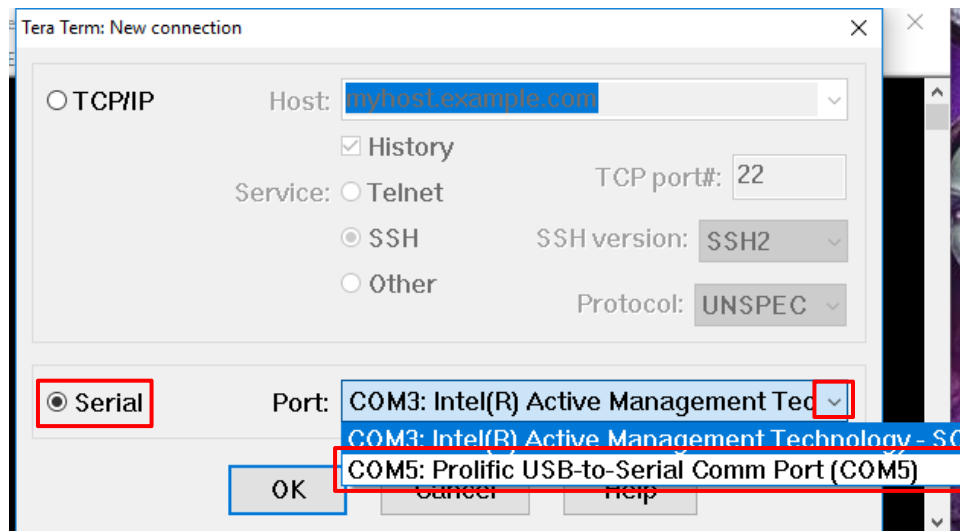 Tera Term: New connection
TCP/IP
Host: myhost.example.com
History
Service: Telnet
TCP port#: 22
SSH
SSH version: SSH2
Other
Protocol: UNSPEC
Serial
Port: COM3: Intel(R) Active Management Tec
COM3: Intel(R) Active Management Technology - SO
COM5: Prolific USB-to-Serial Comm Port (COM5)
OK
Cancel
Help